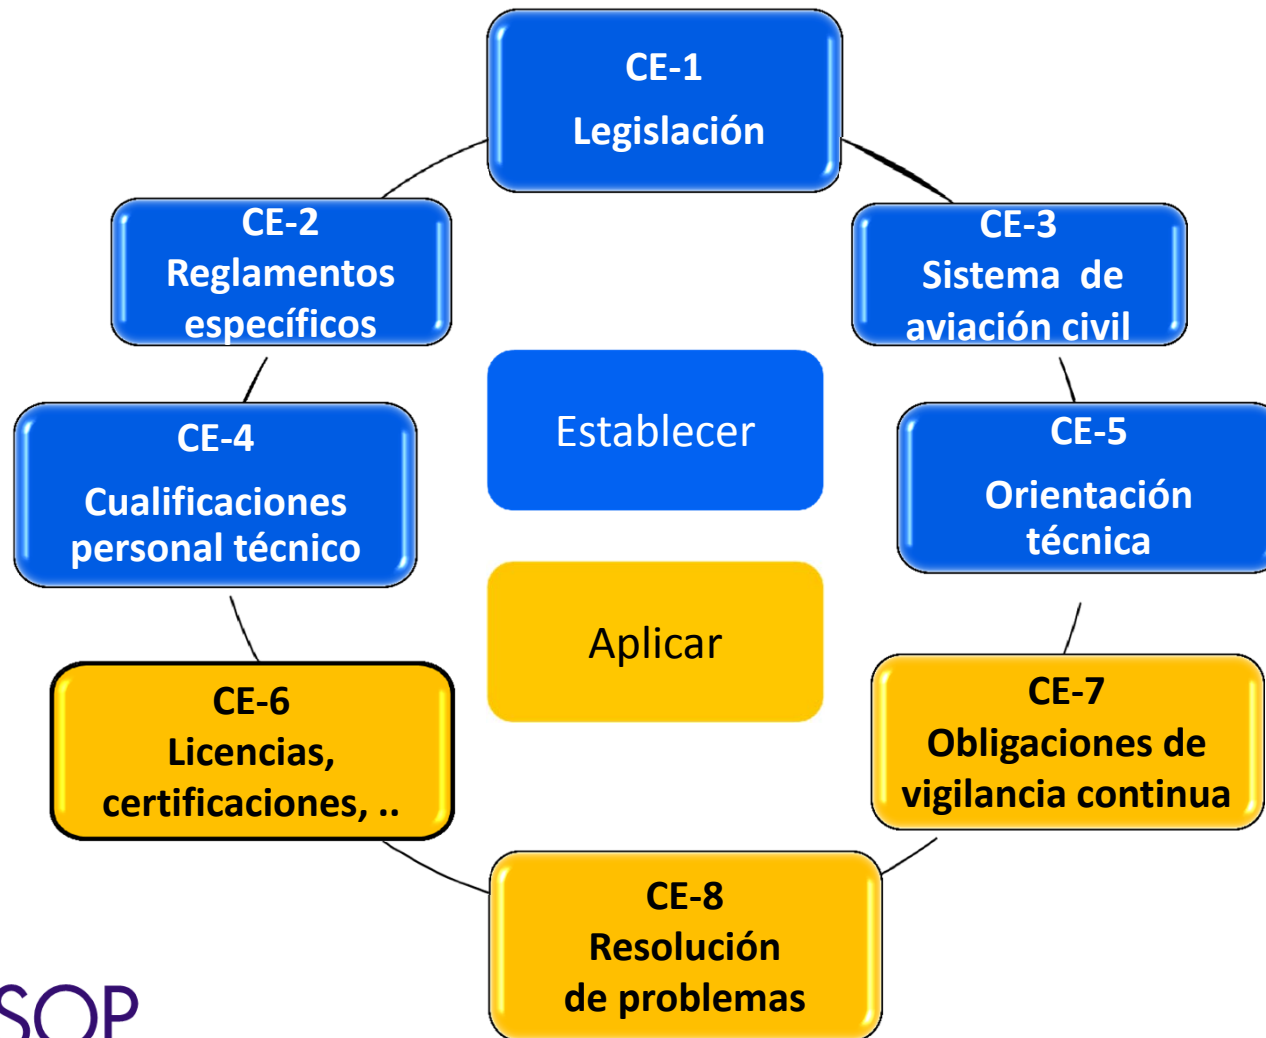 CE-1
Legislación
CE-2
Reglamentos
específicos
CE-3
Sistema de
aviación civil
Establecer
CE-4
Cualificaciones
personal técnico
CE-5
Orientación
técnica
Aplicar
CE-6
Licencias,
certificaciones, ..
CE-7
Obligaciones de
vigilancia continua
CE-8
Resolución
de problemas
SOP